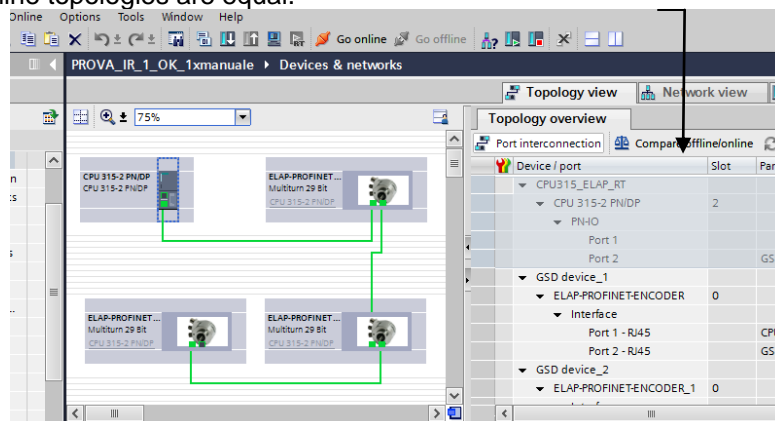 line topologies are equal.
Online Options Tools Window Help
Go online Go offline
PROVA_IR_1_OK_1xmanuale Devices & networks
Topology view Network view
75%
Topology overview
Port interconnection Compare offline/online
Device / port Slot
CPU315_ELAP_RT
CPU 315-2 PN/DP 2
PN-IO
Port 1
Port 2 GS
GSD device_1
ELAP-PROFINET-ENCODER 0
Interface
Port 1 - RJ45 CPU
Port 2 - RJ45 GS
GSD device_2
ELAP-PROFINET-ENCODER_1 0
CPU 315-2 PN/DP
CPU 315-2 PN/DP
ELAP-PROFINET...
Multiturn 29 Bit
CPU 315-2 PN/DP
ELAP-PROFINET...
Multiturn 29 Bit
CPU 315-2 PN/DP
ELAP-PROFINET...
Multiturn 29 Bit
CPU 315-2 PN/DP